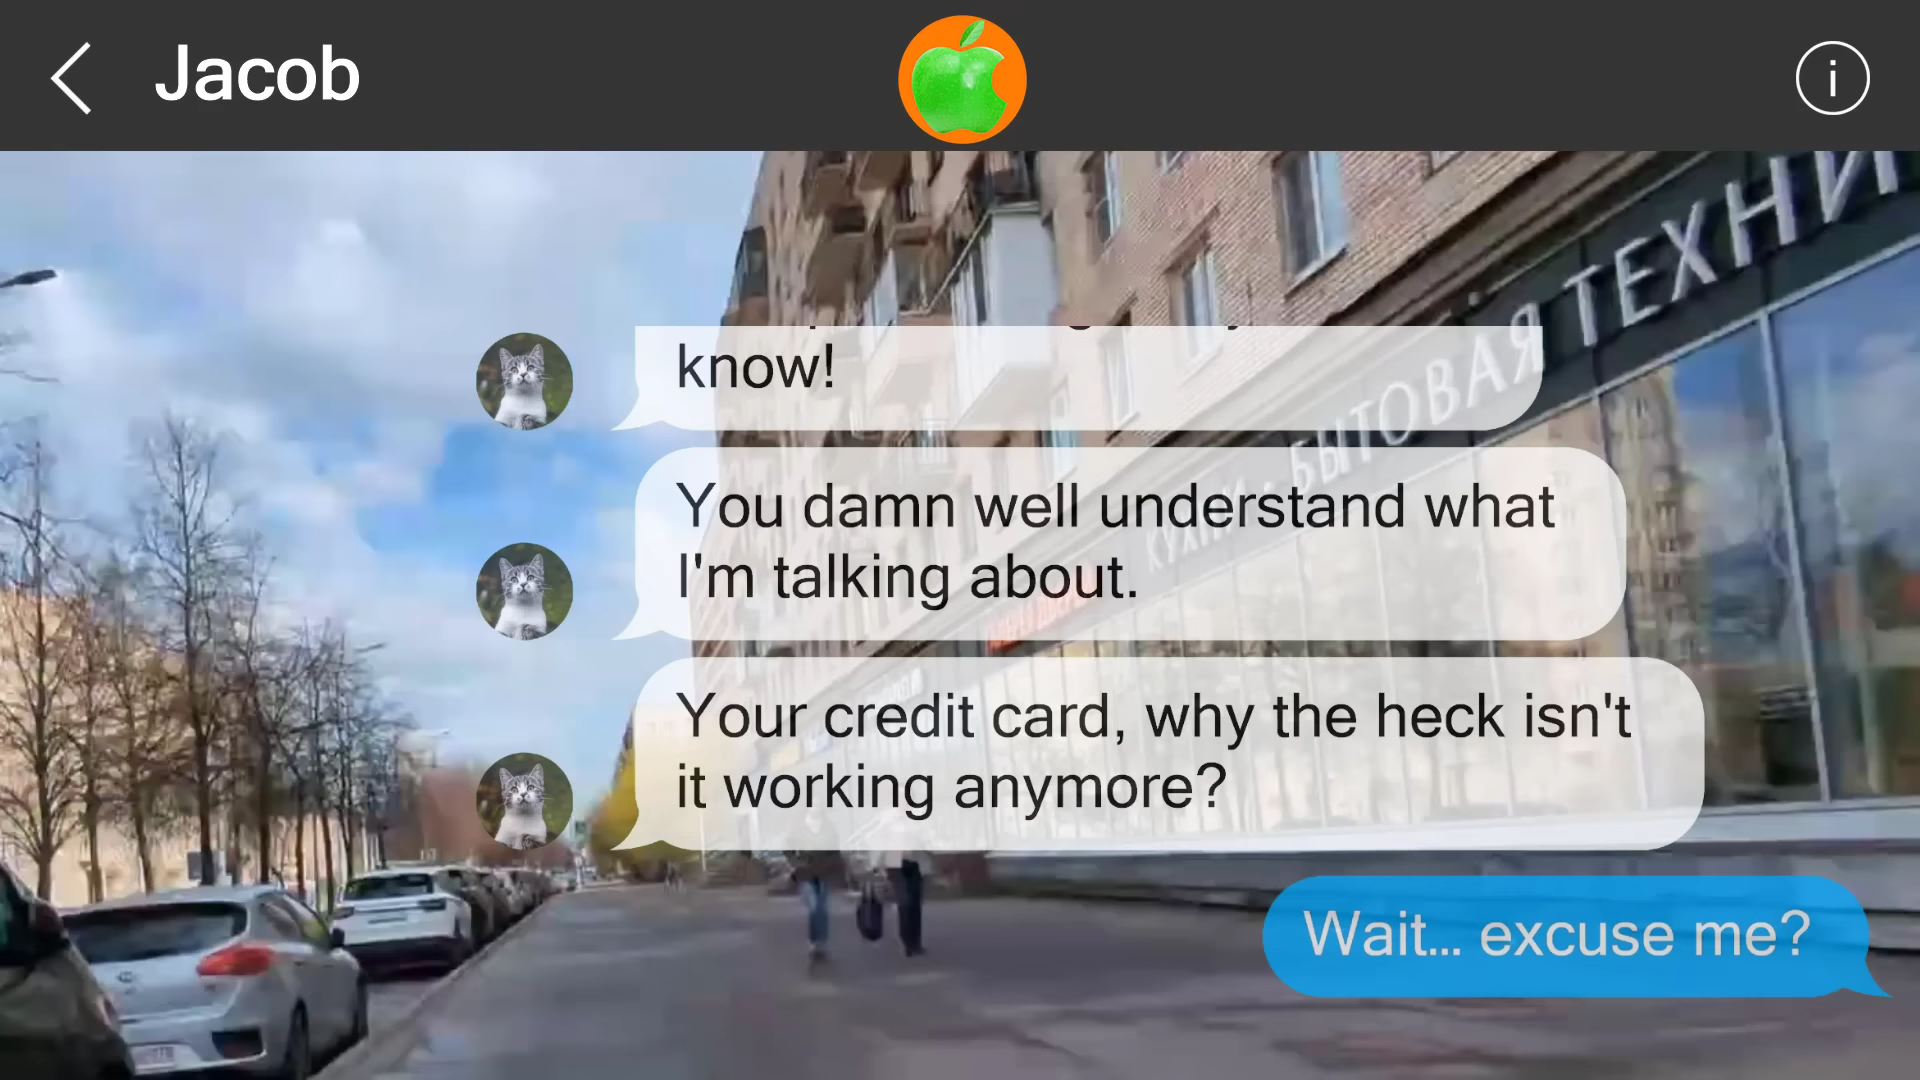 Jacob
i
know!
You damn well understand what
I'm talking about.
Your credit card, why the heck isn't
it working anymore?
Wait... excuse me?
КУХНИ · БЫТОВАЯ ТЕХНИ